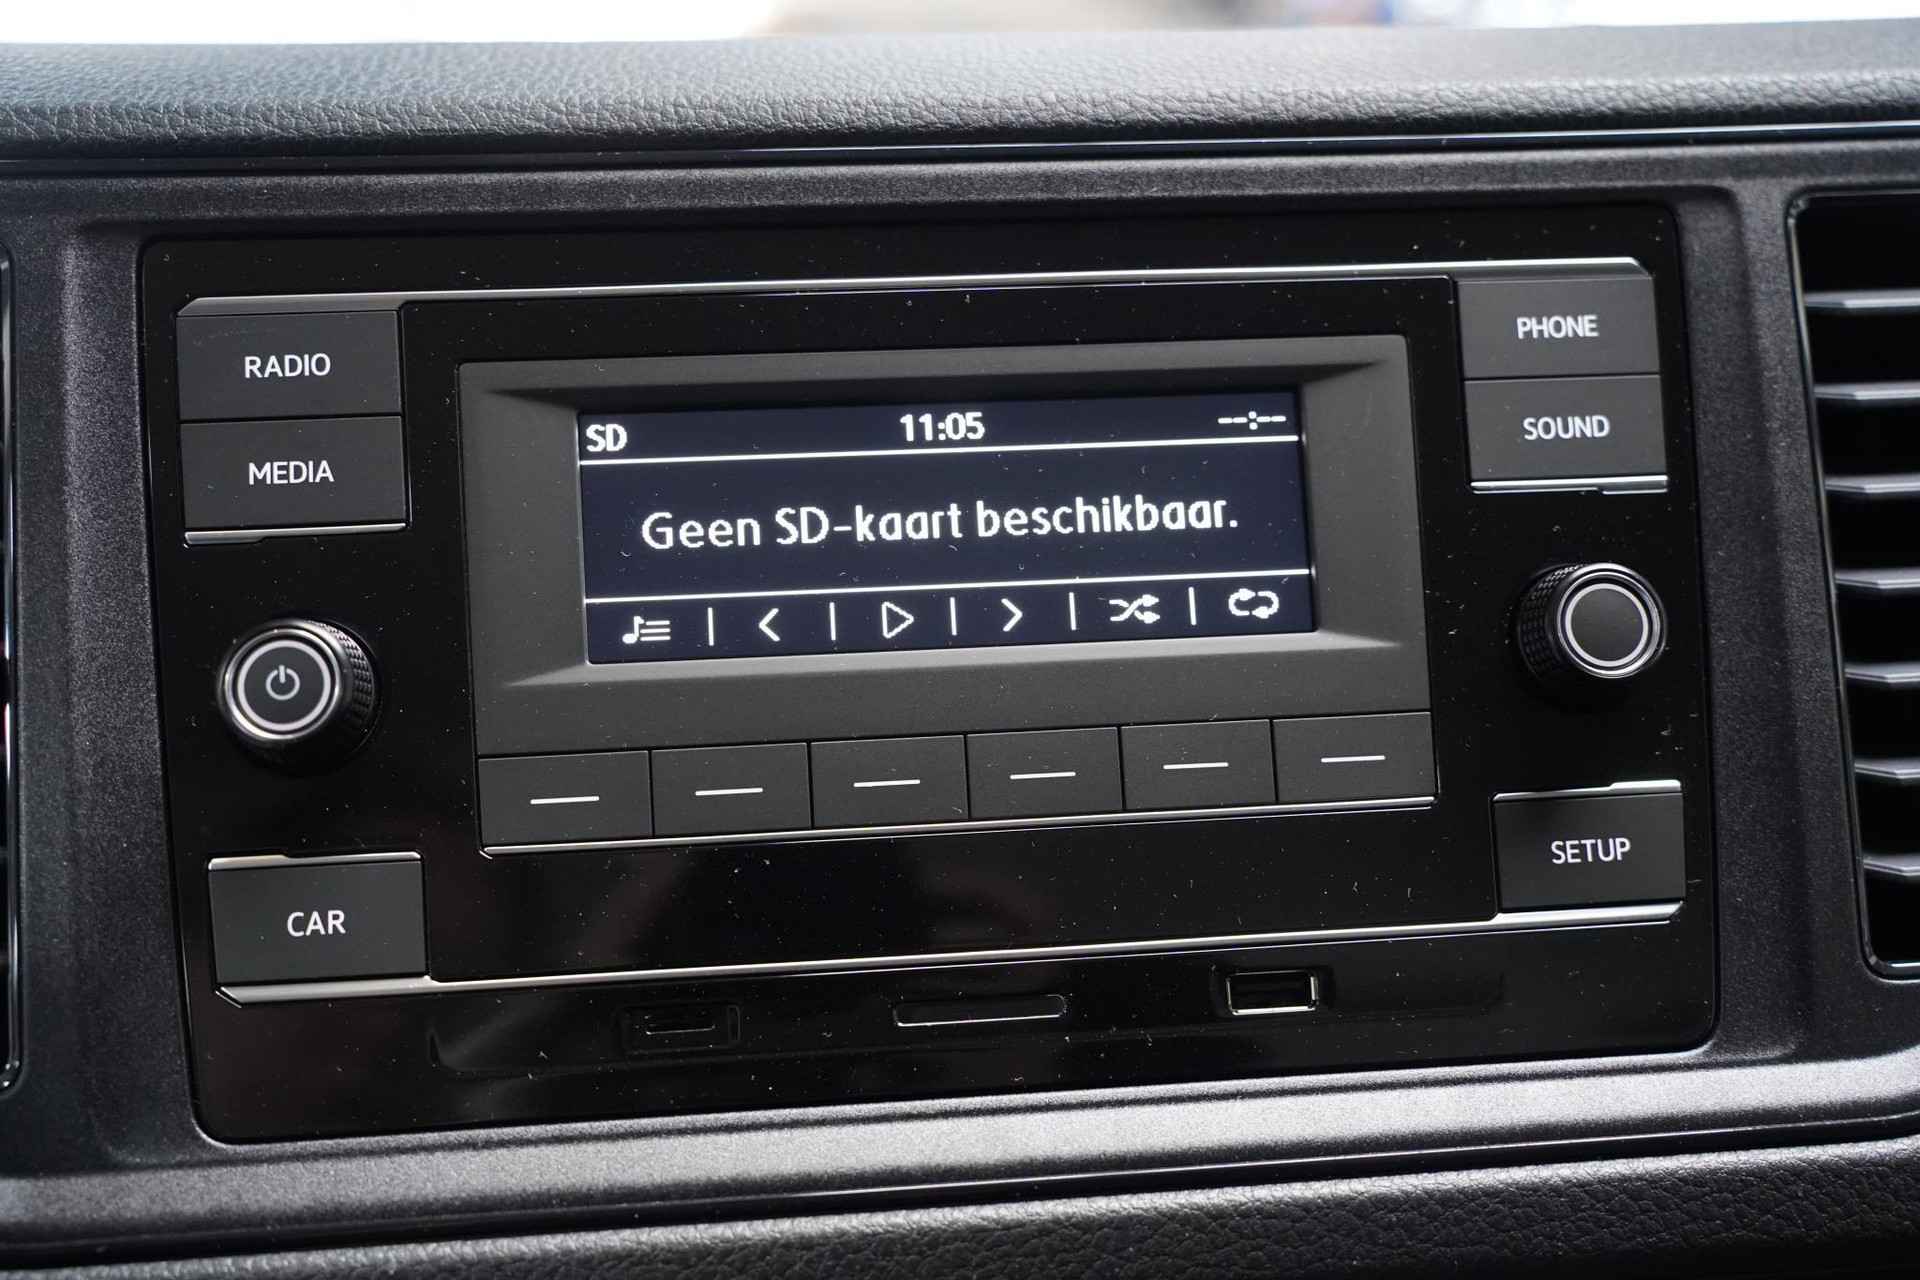 RADIO
MEDIA
SD 11:05 --:--
Geen SD-kaart beschikbaar.
PHONE
SOUND
CAR
SETUP